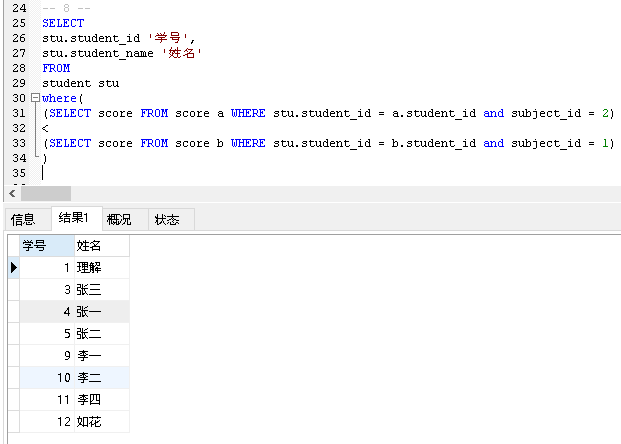 24 -- 8 --
25 SELECT
26 stu.student_id '学号',
27 stu.student_name '姓名'
28 FROM
29 student stu
30 where(
31 (SELECT score FROM score a WHERE stu.student_id = a.student_id and subject_id = 2)
32 <
33 (SELECT score FROM score b WHERE stu.student_id = b.student_id and subject_id = 1)
34 )
35
信息 结果1 概况 状态
学号 姓名
1 理解
3 张三
4 张一
5 张二
9 李一
10 李二
11 李四
12 如花